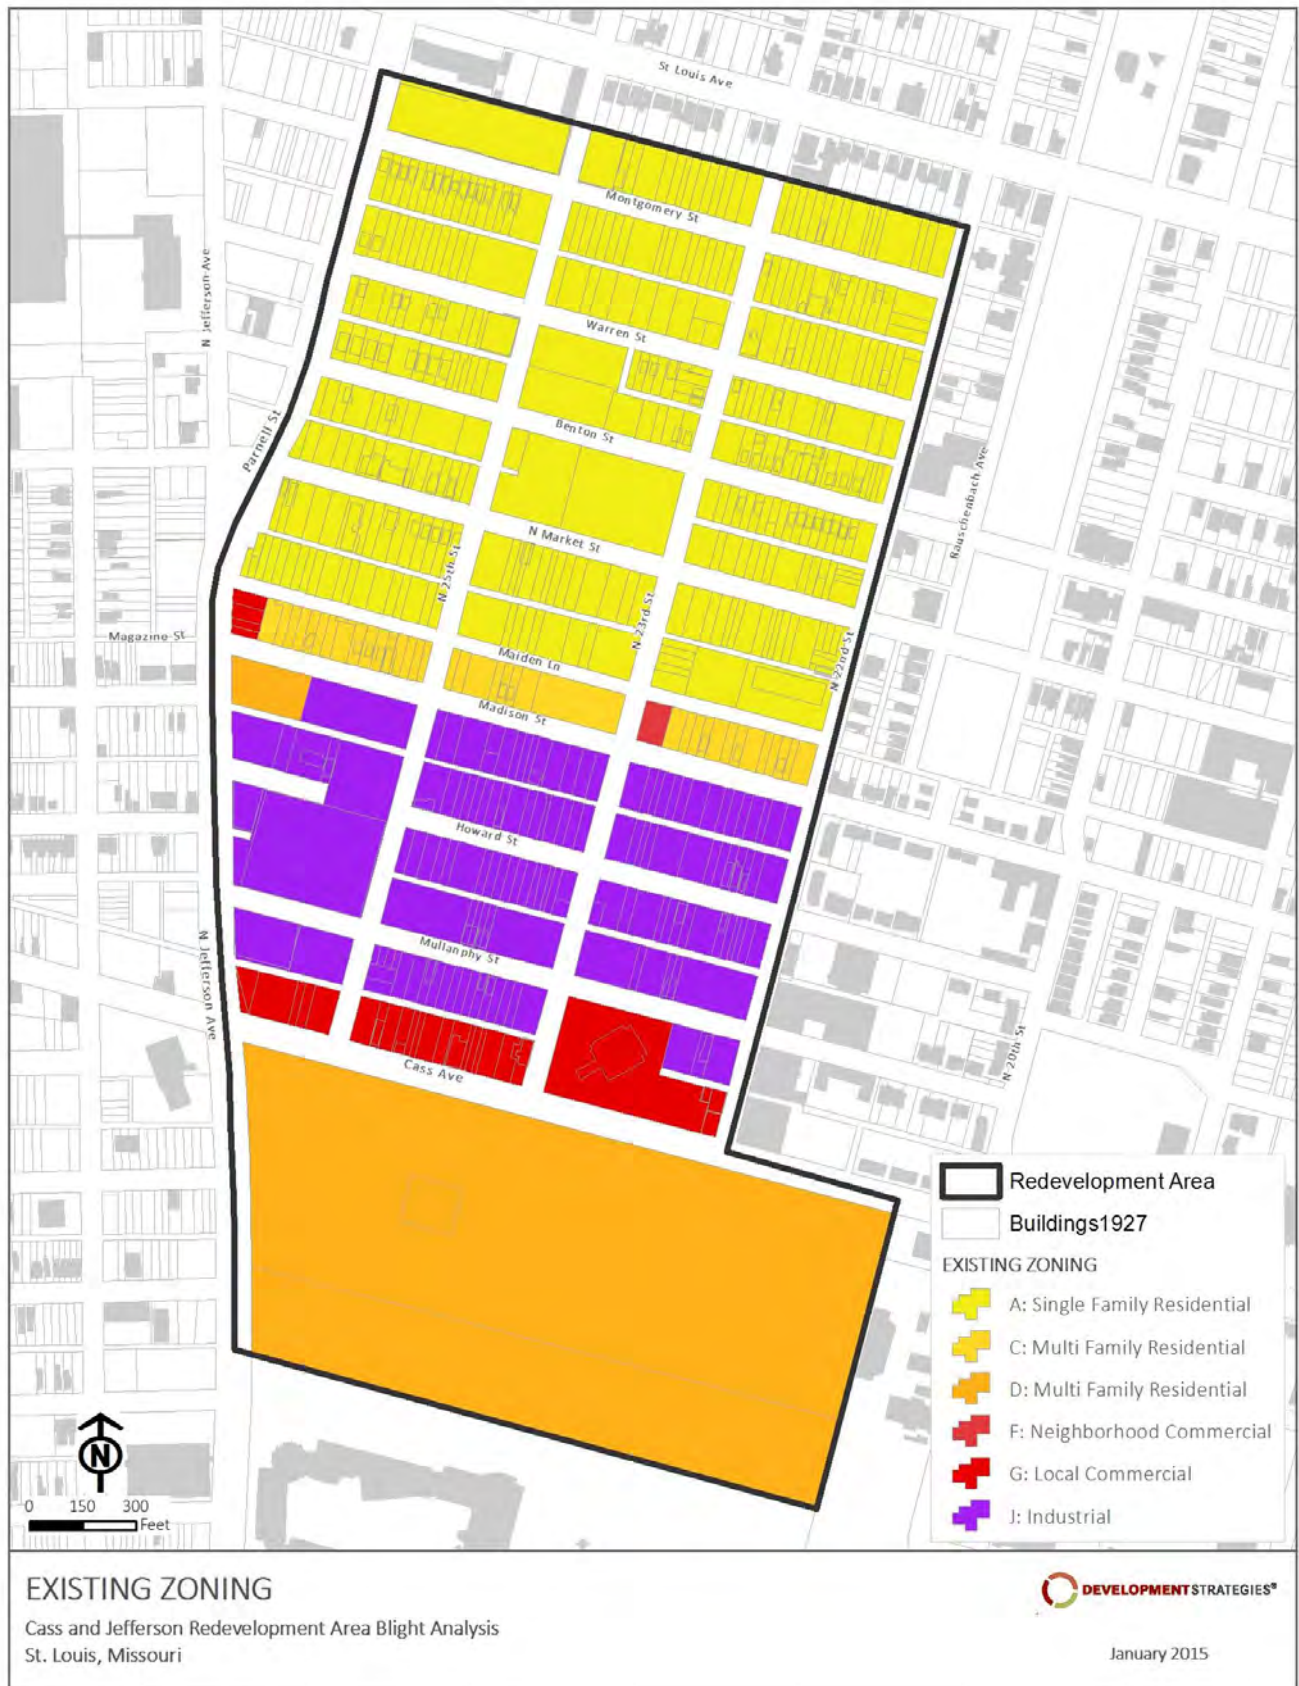 St Louis Ave
Montgomery St
N Jefferson Ave
Warren St
Parnell St
Benton St
Rauschenbach Ave
N Market St
N 25th St
N 23rd St
Magazine St
Maiden Ln
N 22nd St
Madison St
Howard St
Mullanphy St
N Jefferson Ave
N 20th St
Cass Ave
Redevelopment Area
Buildings1927
EXISTING ZONING
A: Single Family Residential
C: Multi Family Residential
D: Multi Family Residential
F: Neighborhood Commercial
G: Local Commercial
J: Industrial
N
0 150 300
Feet
EXISTING ZONING
Cass and Jefferson Redevelopment Area Blight Analysis
St. Louis, Missouri
DEVELOPMENT STRATEGIES®
January 2015